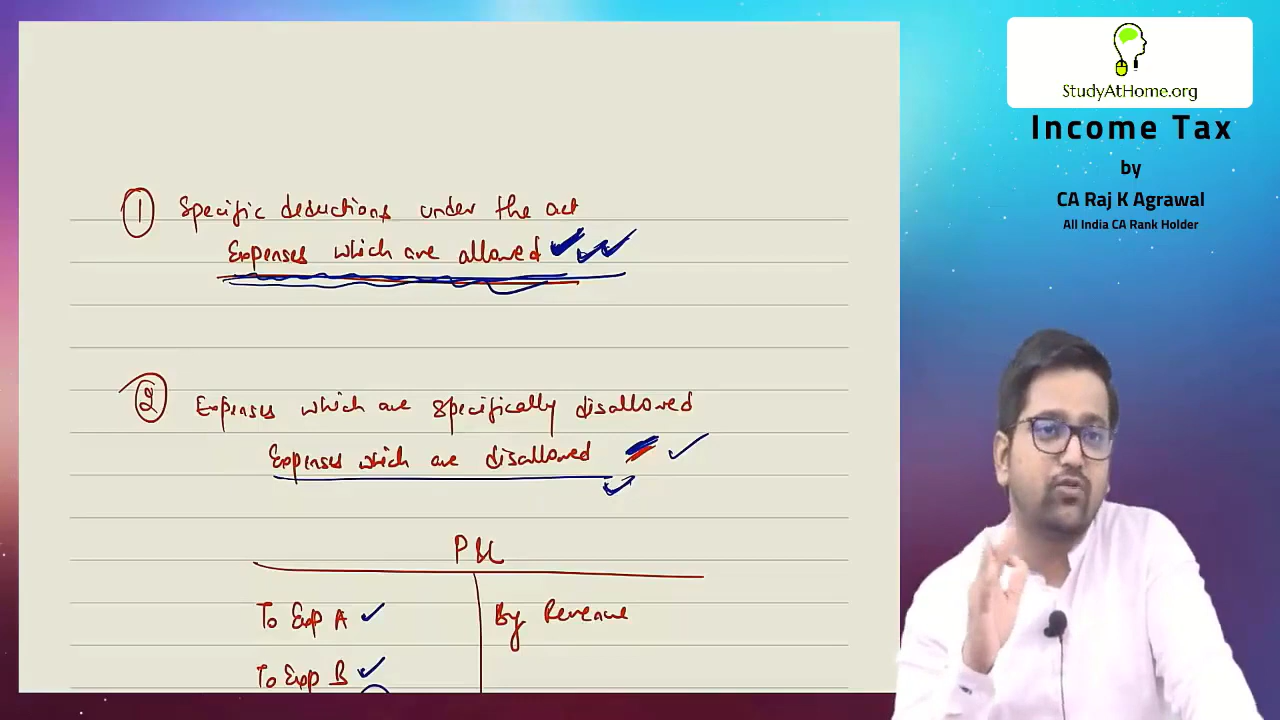 StudyAtHome.org
Income Tax
by
CA Raj K Agrawal
All India CA Rank Holder
1 Specific deductions under the act
Expenses which are allowed
2 Expenses which are specifically disallowed
Expenses which are disallowed
P&L
To Exp A
By Revenue
To Exp B